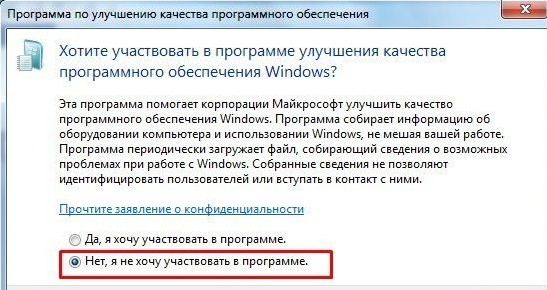 Программа по улучшению качества программного обеспечения
Хотите участвовать в программе улучшения качества
программного обеспечения Windows?
Эта программа помогает корпорации Майкрософт улучшить качество
программного обеспечения Windows. Программа собирает информацию об
оборудовании компьютера и использовании Windows, не мешая вашей работе.
Программа периодически загружает файл, собирающий сведения о возможных
проблемах при работе с Windows. Собранные сведения не позволяют
идентифицировать пользователей или вступать в контакт с ними.
Прочтите заявление о конфиденциальности
Да, я хочу участвовать в программе.
Нет, я не хочу участвовать в программе.